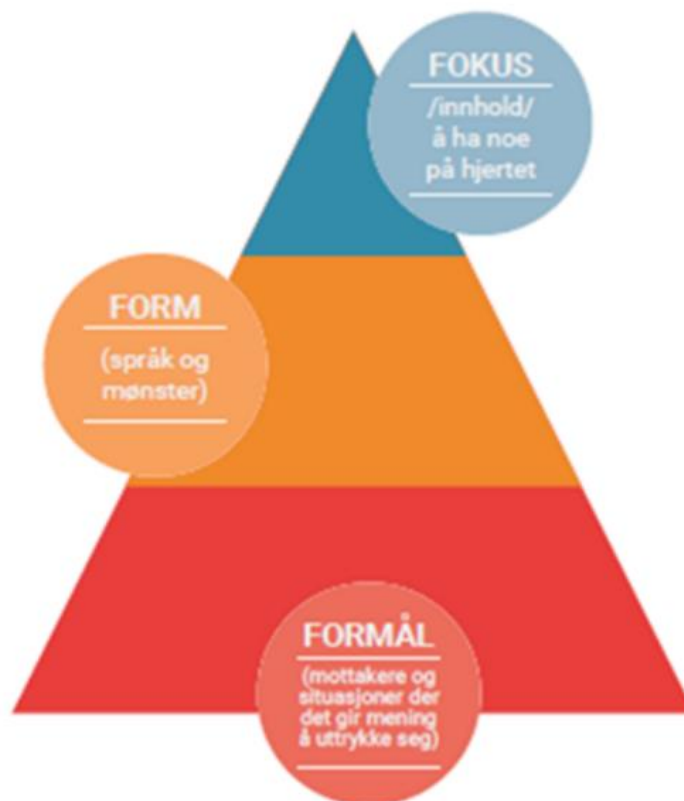 FOKUS
/innhold/
å ha noe
på hjertet
FORM
(språk og
mønster)
FORMÅL
(mottakere og
situasjoner der
det gir mening
å uttrykke seg)